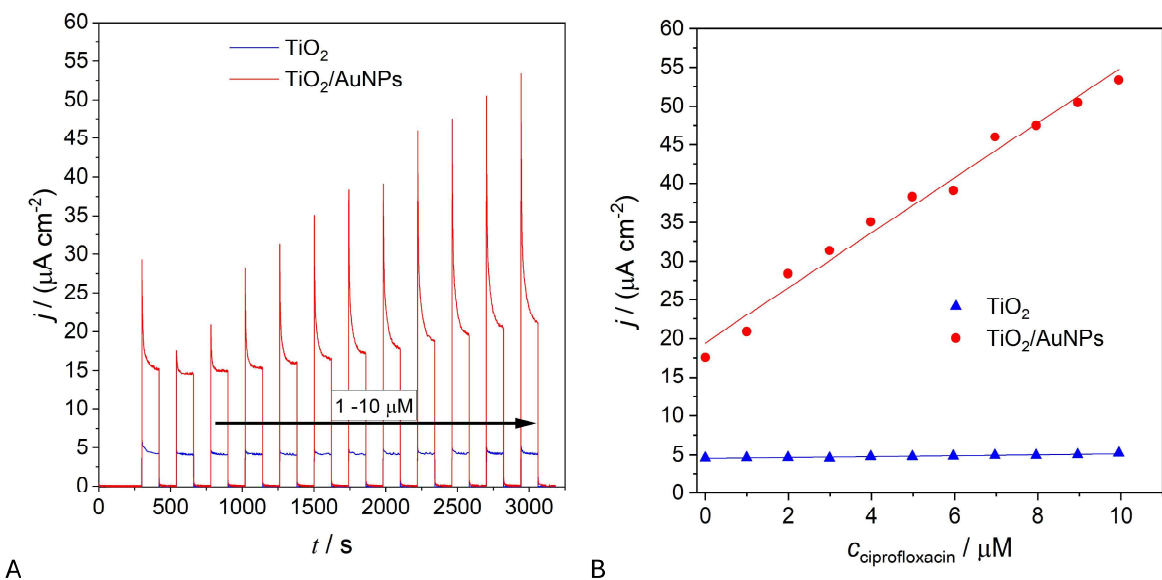 60
55
50
45
40
35
30
25
20
15
10
5
0
j / (μA cm⁻²)
TiO₂
TiO₂/AuNPs
1 -10 μM
0 500 1000 1500 2000 2500 3000
t / s
A
60
55
50
45
40
35
30
25
20
15
10
5
0
j / (μA cm⁻²)
TiO₂
TiO₂/AuNPs
0 2 4 6 8 10
c ciprofloxacin / μM
B